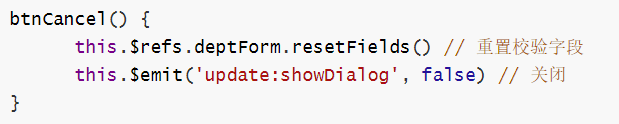 btnCancel() {
      this.$refs.deptForm.resetFields() // 重置校验字段
      this.$emit('update:showDialog', false) // 关闭
}